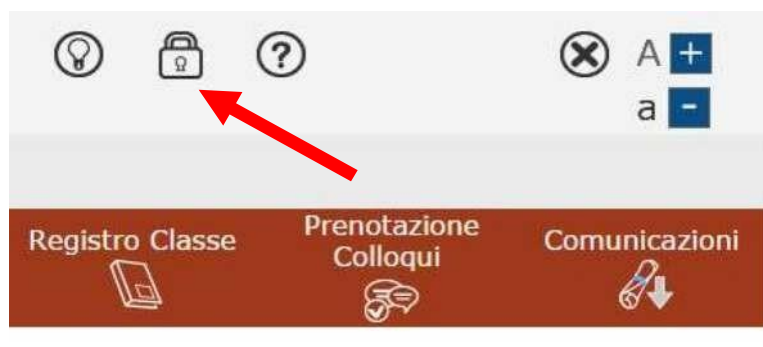 ?
A +
a -
Registro Classe
Prenotazione
Colloqui
Comunicazioni